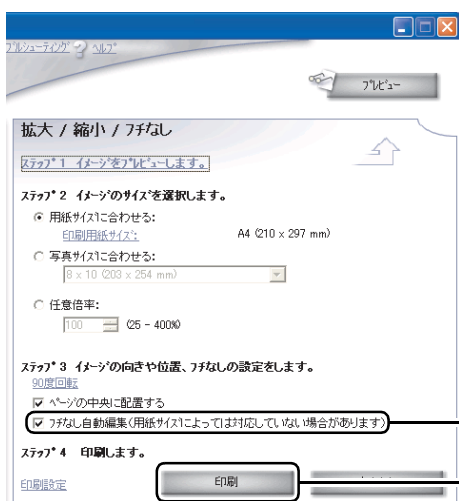 ﾌﾞﾙｼｭｰﾃｨﾝｸﾞ ﾍﾙﾌﾟ
ﾌﾟﾚﾋﾞｭｰ
拡大 / 縮小 / ﾌﾁなし
ｽﾃｯﾌﾟ 1 ｲﾒｰｼﾞをﾌﾟﾚﾋﾞｭｰします。
ｽﾃｯﾌﾟ 2 ｲﾒｰｼﾞのｻｲｽﾞを選択します。
用紙ｻｲｽﾞに合わせる:
印刷用紙ｻｲｽﾞ: A4 (210 x 297 mm)
写真ｻｲｽﾞに合わせる:
8 x 10 (203 x 254 mm)
任意倍率:
100 (25 - 400%)
ｽﾃｯﾌﾟ 3 ｲﾒｰｼﾞの向きや位置、ﾌﾁなしの設定をします。
90度回転
ﾍﾟｰｼﾞの中央に配置する
ﾌﾁなし自動編集(用紙ｻｲｽﾞによっては対応していない場合があります)
ｽﾃｯﾌﾟ 4 印刷します。
印刷設定 印刷